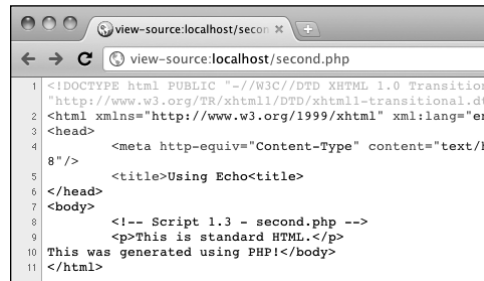 view-source:localhost/secon
view-source:localhost/second.php
1 <!DOCTYPE html PUBLIC "-//W3C//DTD XHTML 1.0 Transition
"http://www.w3.org/TR/xhtml1/DTD/xhtml1-transitional.dt
2 <html xmlns="http://www.w3.org/1999/xhtml" xml:lang="en
3 <head>
4 <meta http-equiv="Content-Type" content="text/h
8"/>
5 <title>Using Echo<title>
6 </head>
7 <body>
8 <!-- Script 1.3 - second.php -->
9 <p>This is standard HTML.</p>
10 This was generated using PHP!</body>
11 </html>